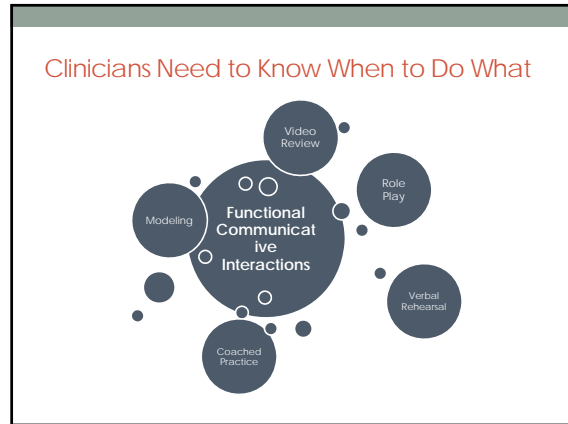 Clinicians Need to Know When to Do What
Video
Review
Role
Play
Modeling
Functional
Communicat
ive
Interactions
Verbal
Rehearsal
Coached
Practice